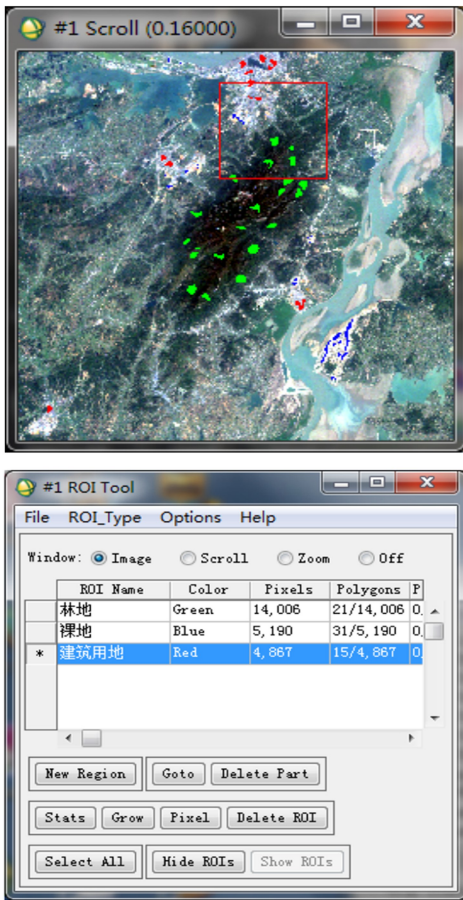 #1 Scroll (0.16000)
#1 ROI Tool
File ROI_Type Options Help
Window: Image Scroll Zoom Off
ROI Name Color Pixels Polygons P
林地 Green 14,006 21/14,006 0.
裸地 Blue 5,190 31/5,190 0.
* 建筑用地 Red 4,867 15/4,867 0.
New Region Goto Delete Part
Stats Grow Pixel Delete ROI
Select All Hide ROIs Show ROIs